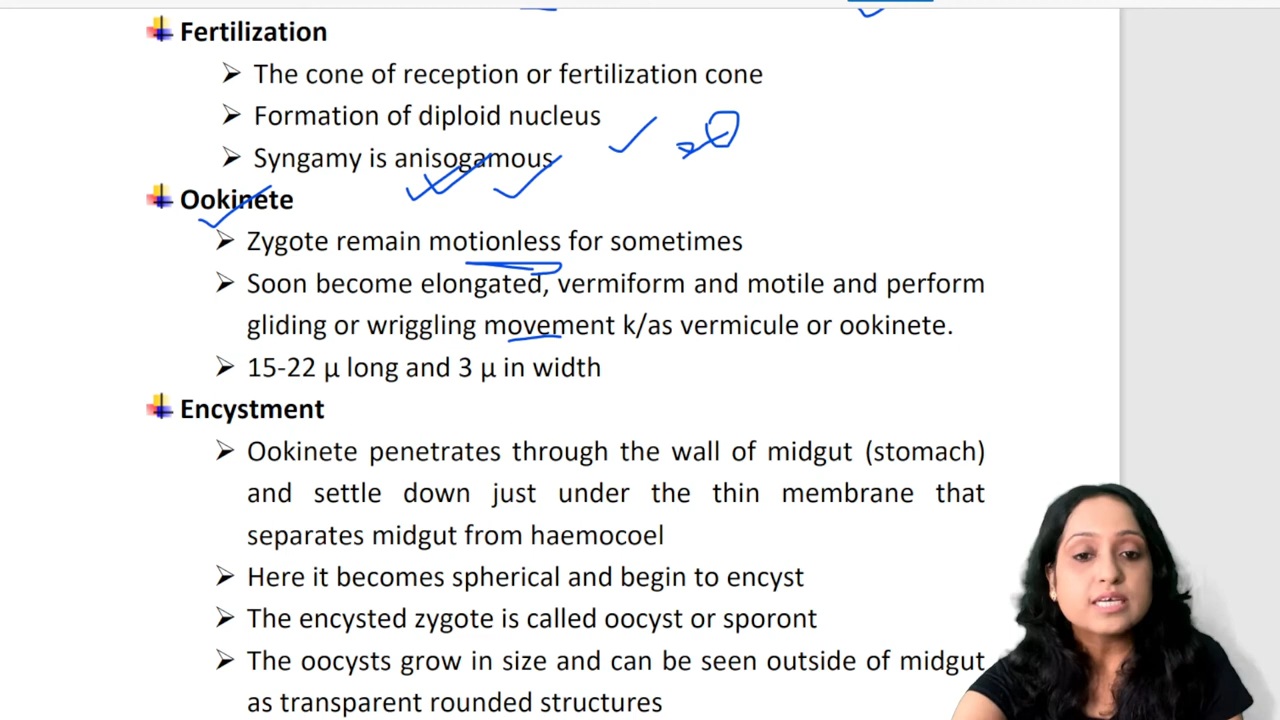 Fertilization
➢ The cone of reception or fertilization cone
➢ Formation of diploid nucleus
➢ Syngamy is anisogamous
Ookinete
➢ Zygote remain motionless for sometimes
➢ Soon become elongated, vermiform and motile and perform
gliding or wriggling movement k/as vermicule or ookinete.
➢ 15-22 µ long and 3 µ in width
Encystment
➢ Ookinete penetrates through the wall of midgut (stomach)
and settle down just under the thin membrane that
separates midgut from haemocoel
➢ Here it becomes spherical and begin to encyst
➢ The encysted zygote is called oocyst or sporont
➢ The oocysts grow in size and can be seen outside of midgut
as transparent rounded structures